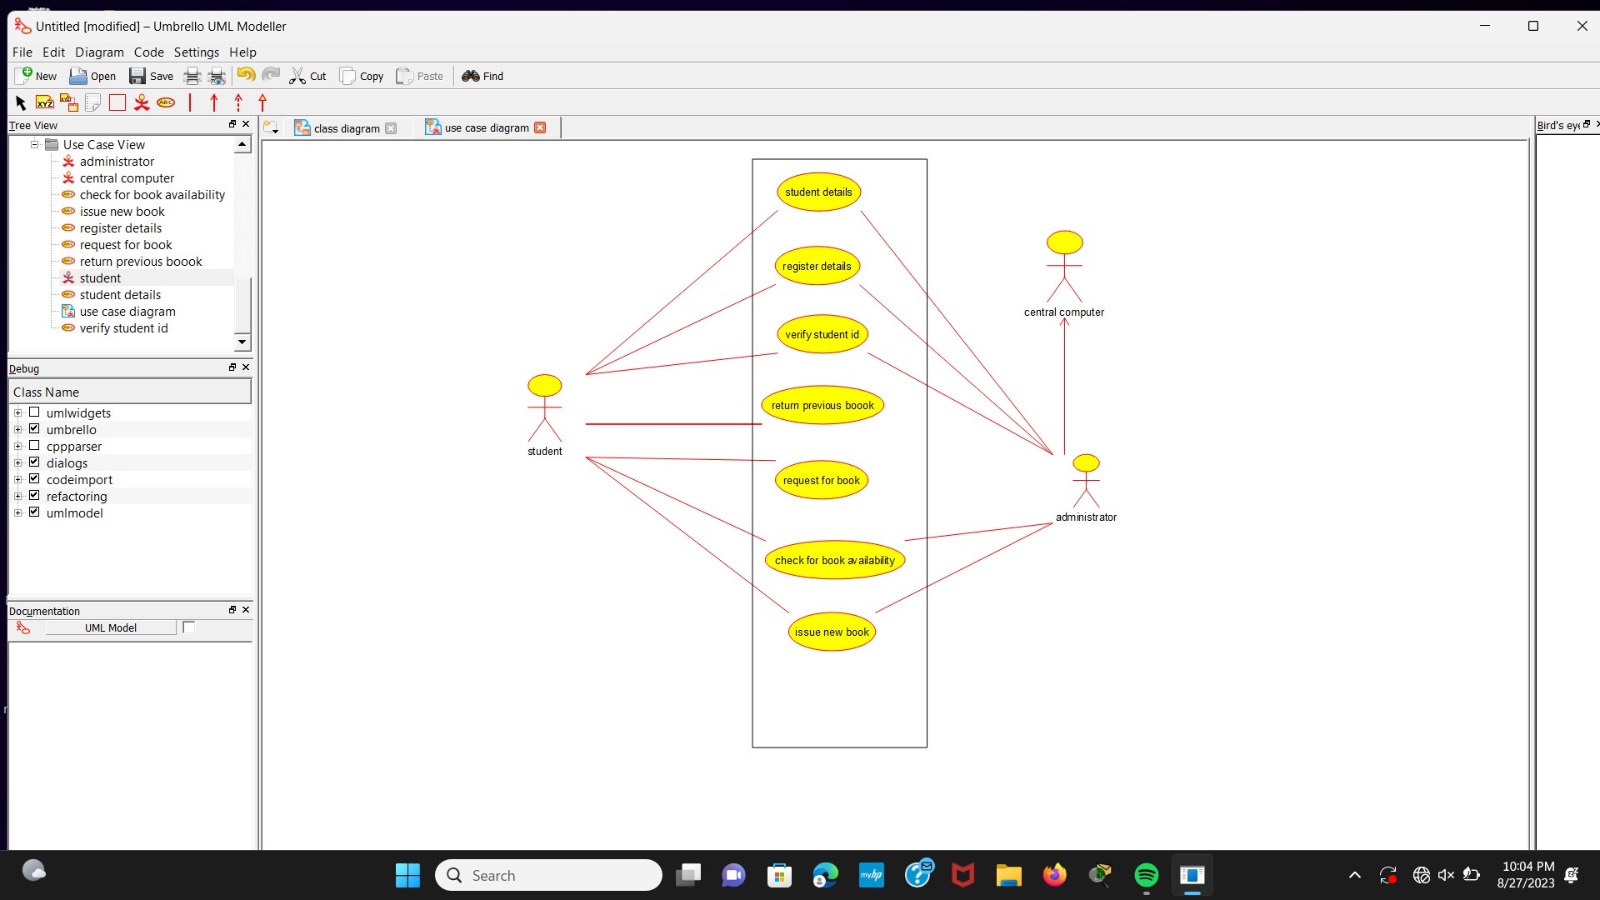 Untitled [modified] – Umbrello UML Modeller
File Edit Diagram Code Settings Help
New Open Save Cut Copy Paste Find
XYZ ABC
Tree View
class diagram use case diagram
Bird's eye
Use Case View
administrator
central computer
check for book availability
issue new book
register details
request for book
return previous boook
student
student details
use case diagram
verify student id
Debug
Class Name
umlwidgets
umbrello
cppparser
dialogs
codeimport
refactoring
umlmodel
Documentation
UML Model
student details
register details
verify student id
return previous boook
request for book
check for book availability
issue new book
student
central computer
administrator
Search
myhp
10:04 PM
8/27/2023